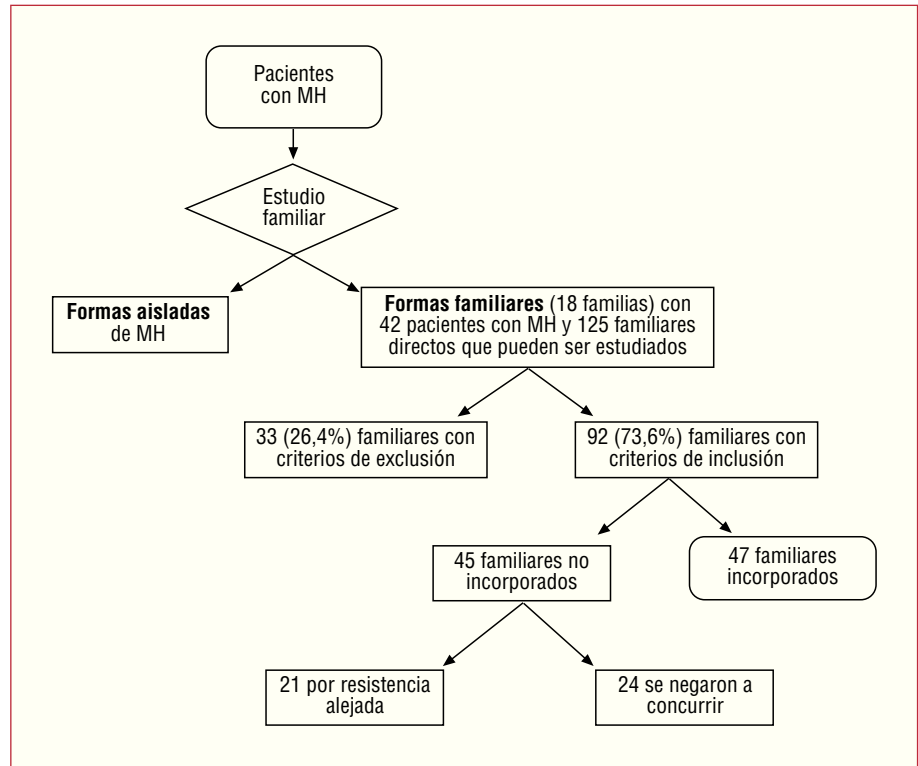 Pacientes
con MH
Estudio
familiar
Formas aisladas
de MH
Formas familiares (18 familias) con
42 pacientes con MH y 125 familiares
directos que pueden ser estudiados
33 (26,4%) familiares con
criterios de exclusión
92 (73,6%) familiares con
criterios de inclusión
45 familiares no
incorporados
47 familiares
incorporados
21 por resistencia
alejada
24 se negaron a
concurrir